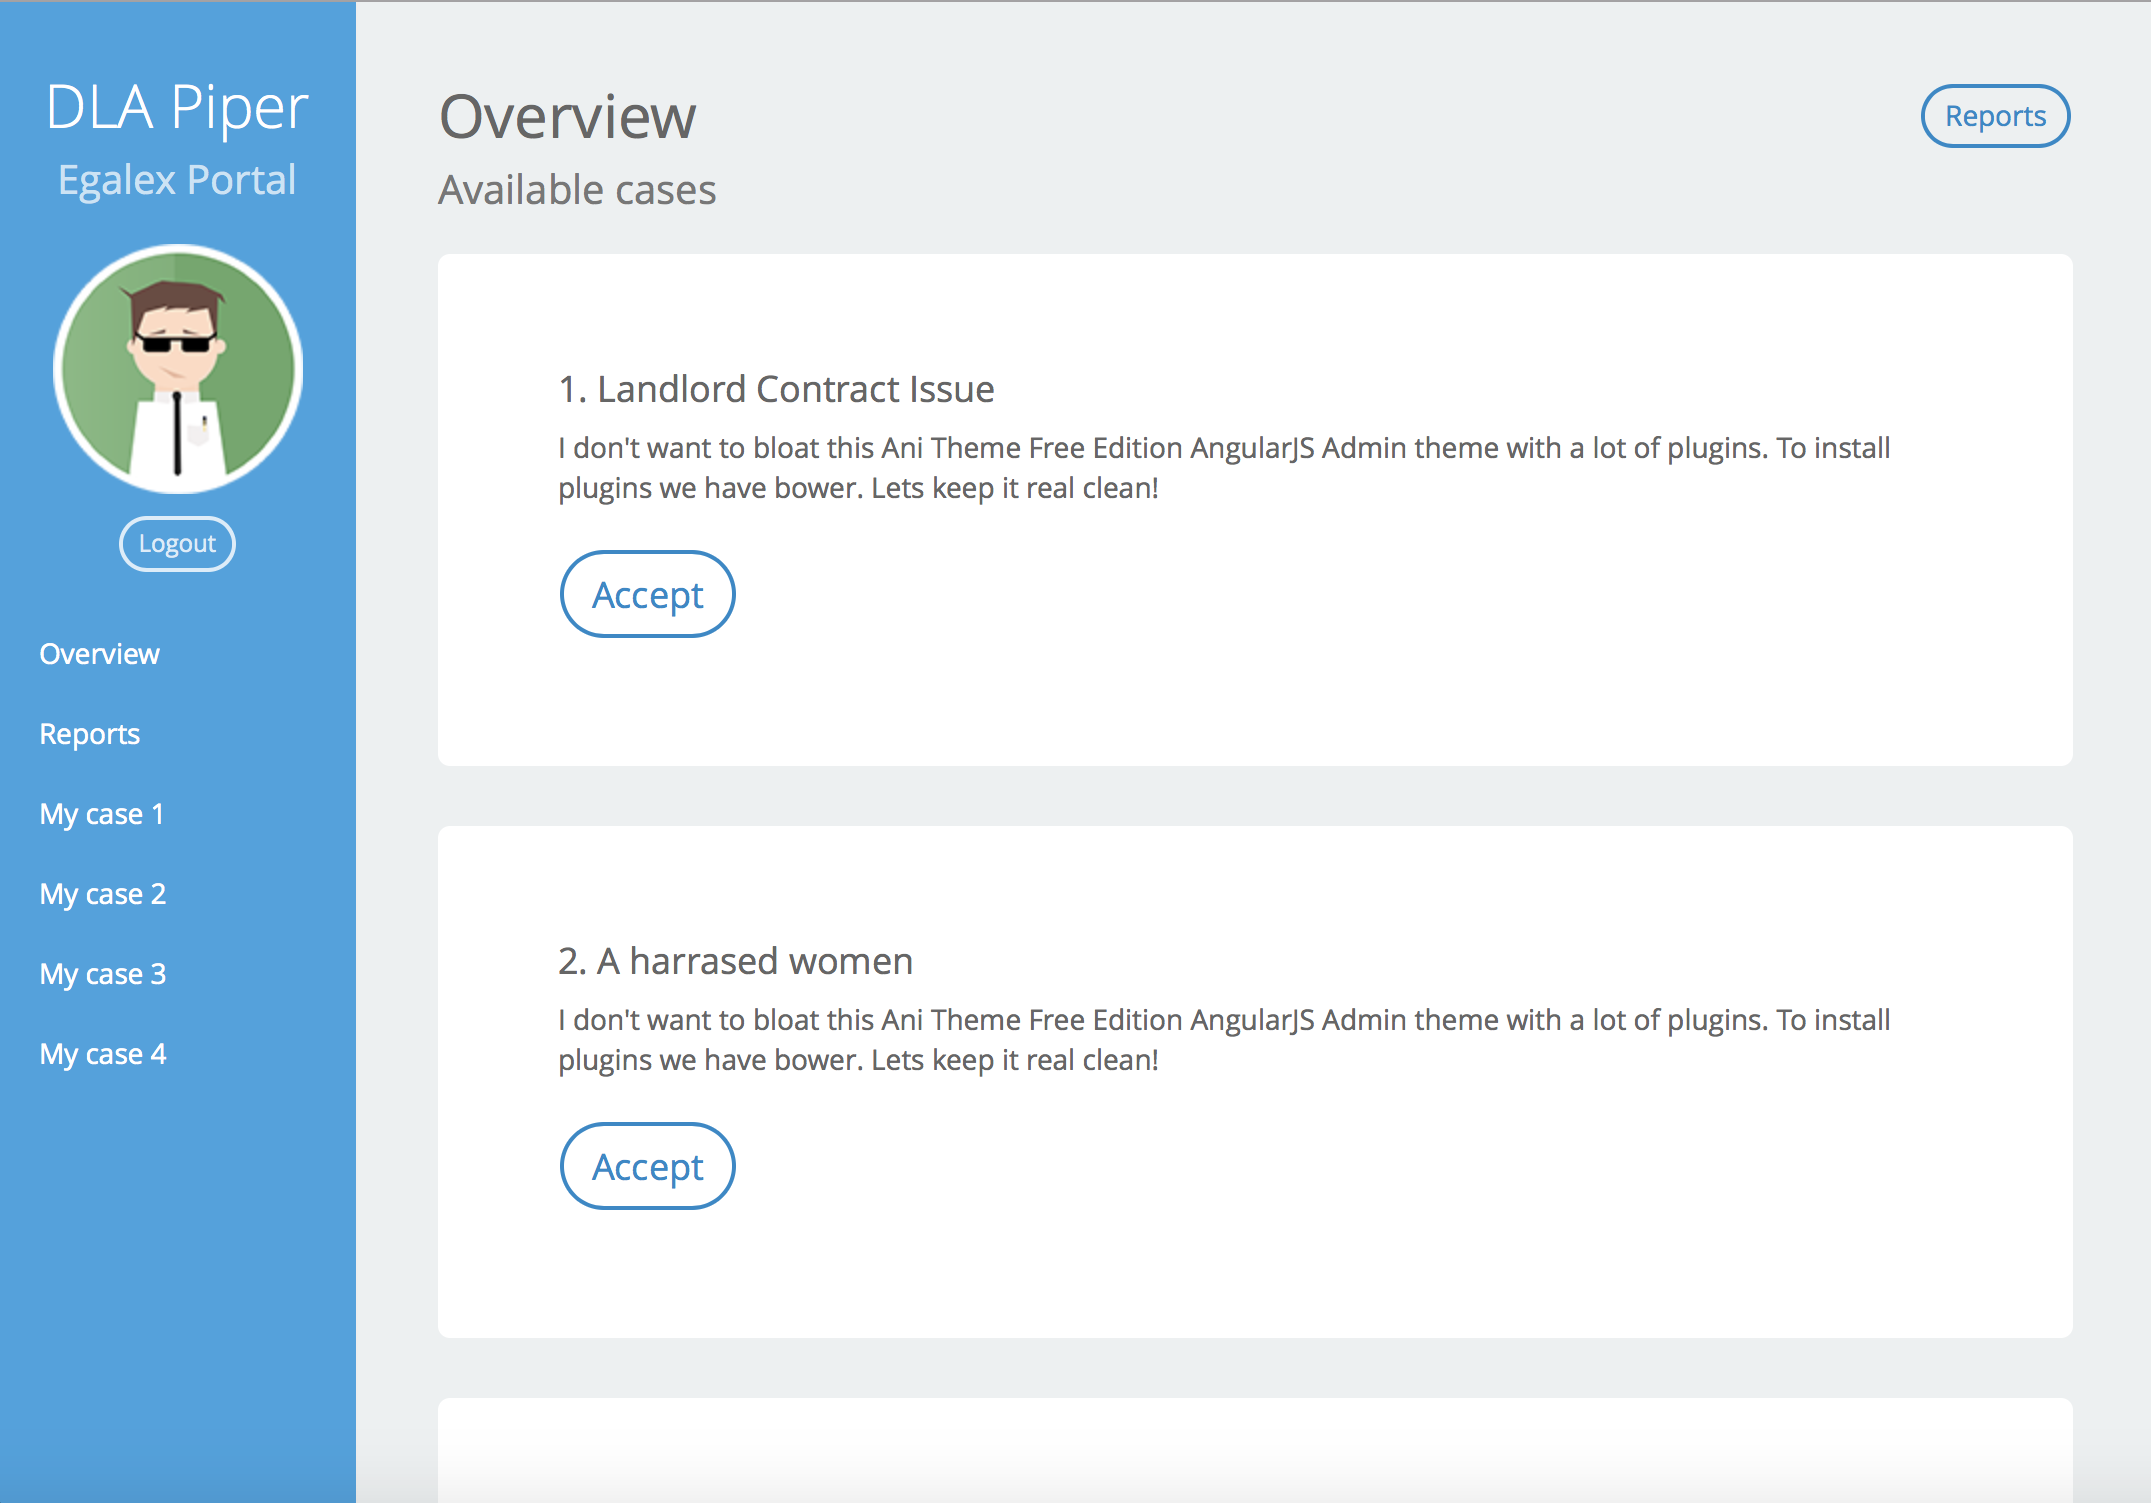 DLA Piper
Egalex Portal
Logout
Overview
Reports
My case 1
My case 2
My case 3
My case 4
Overview
Reports
Available cases
1. Landlord Contract Issue
I don't want to bloat this Ani Theme Free Edition AngularJS Admin theme with a lot of plugins. To install
plugins we have bower. Lets keep it real clean!
Accept
2. A harrased women
I don't want to bloat this Ani Theme Free Edition AngularJS Admin theme with a lot of plugins. To install
plugins we have bower. Lets keep it real clean!
Accept